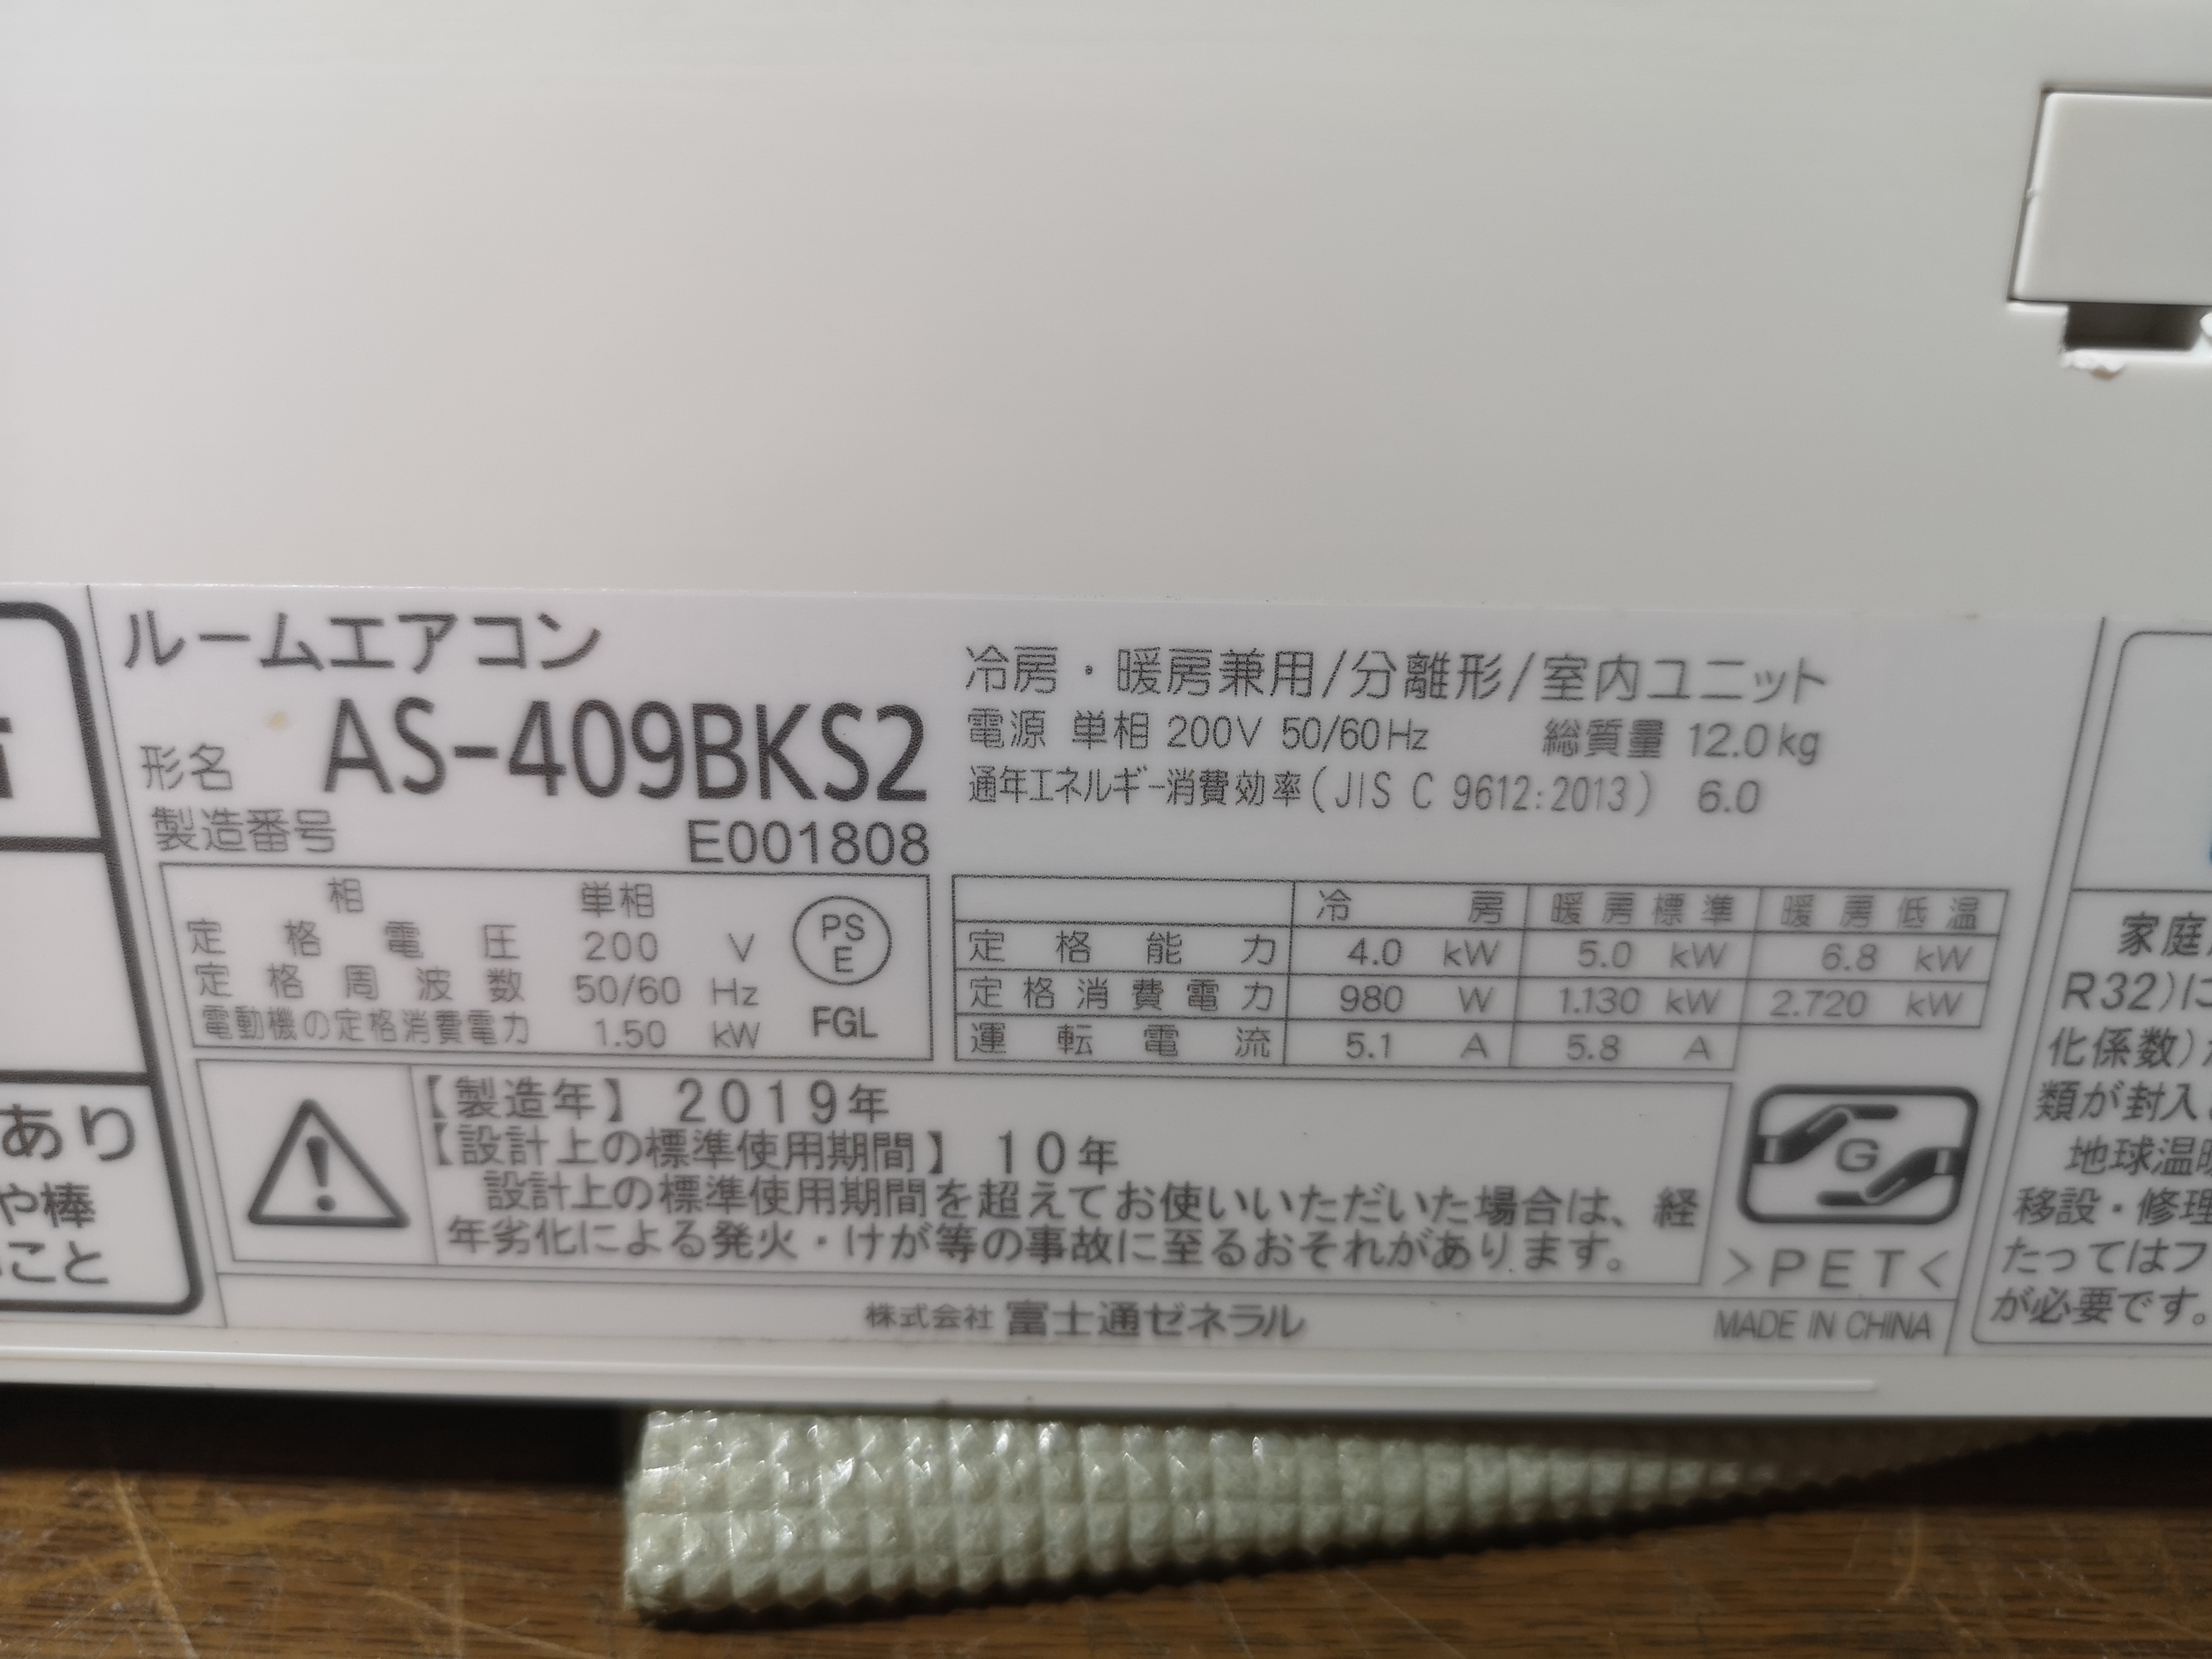 ルームエアコン
形名 AS-409BKS2
製造番号 E001808
冷房・暖房兼用/分離形/室内ユニット
電源 単相 200V 50/60Hz 総質量 12.0kg
通年エネルギー消費効率(JIS C 9612:2013) 6.0
相 単相
定格電圧 200 V
定格周波数 50/60 Hz
電動機の定格消費電力 1.50 kW
PS
E
FGL
冷房 暖房標準 暖房低温
定格能力 4.0 kW 5.0 kW 6.8 kW
定格消費電力 980 W 1.130 kW 2.720 kW
運転電流 5.1 A 5.8 A
【製造年】 2019年
【設計上の標準使用期間】 10年
設計上の標準使用期間を超えてお使いいただいた場合は、経
年劣化による発火・けが等の事故に至るおそれがあります。
G
>PET<
株式会社 富士通ゼネラル
MADE IN CHINA
あり
や棒
こと
家庭
R32)に
化係数)
類が封入
地球温暖
移設・修理
たってはフ
が必要です。